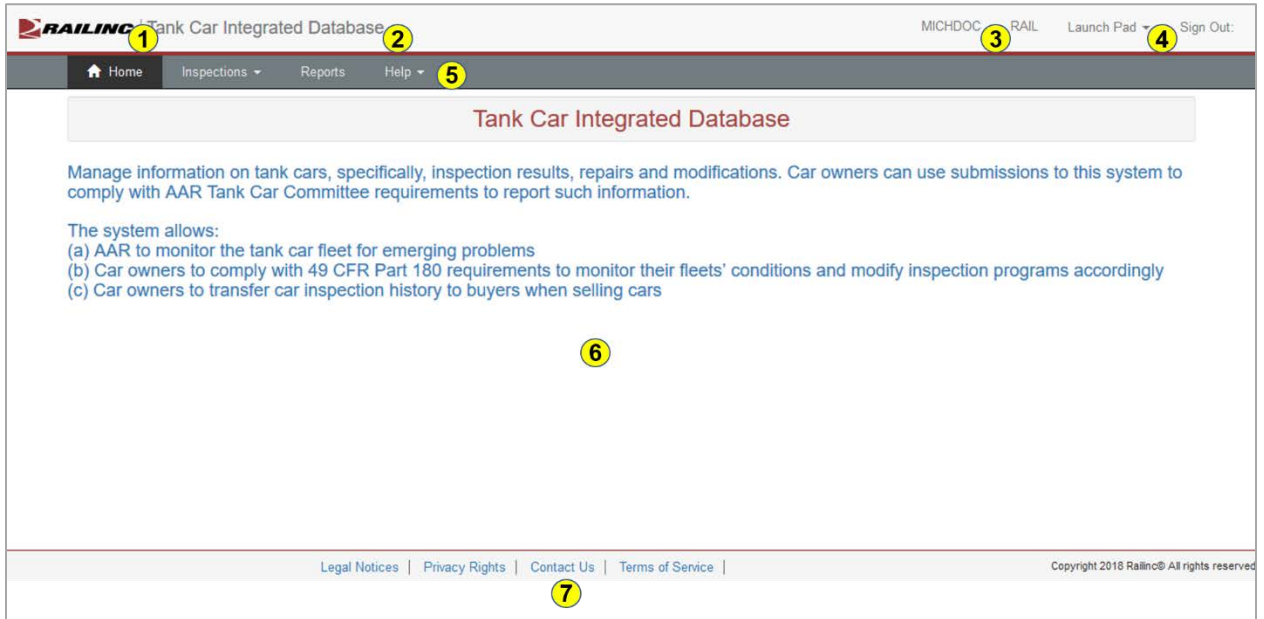 RAILINC Tank Car Integrated Database MICHDOC RAIL Launch Pad Sign Out:
1 2 3 4
Home Inspections Reports Help 5
Tank Car Integrated Database
Manage information on tank cars, specifically, inspection results, repairs and modifications. Car owners can use submissions to this system to
comply with AAR Tank Car Committee requirements to report such information.
The system allows:
(a) AAR to monitor the tank car fleet for emerging problems
(b) Car owners to comply with 49 CFR Part 180 requirements to monitor their fleets' conditions and modify inspection programs accordingly
(c) Car owners to transfer car inspection history to buyers when selling cars
6
Legal Notices | Privacy Rights | Contact Us | Terms of Service | Copyright 2018 Railinc® All rights reserved
7